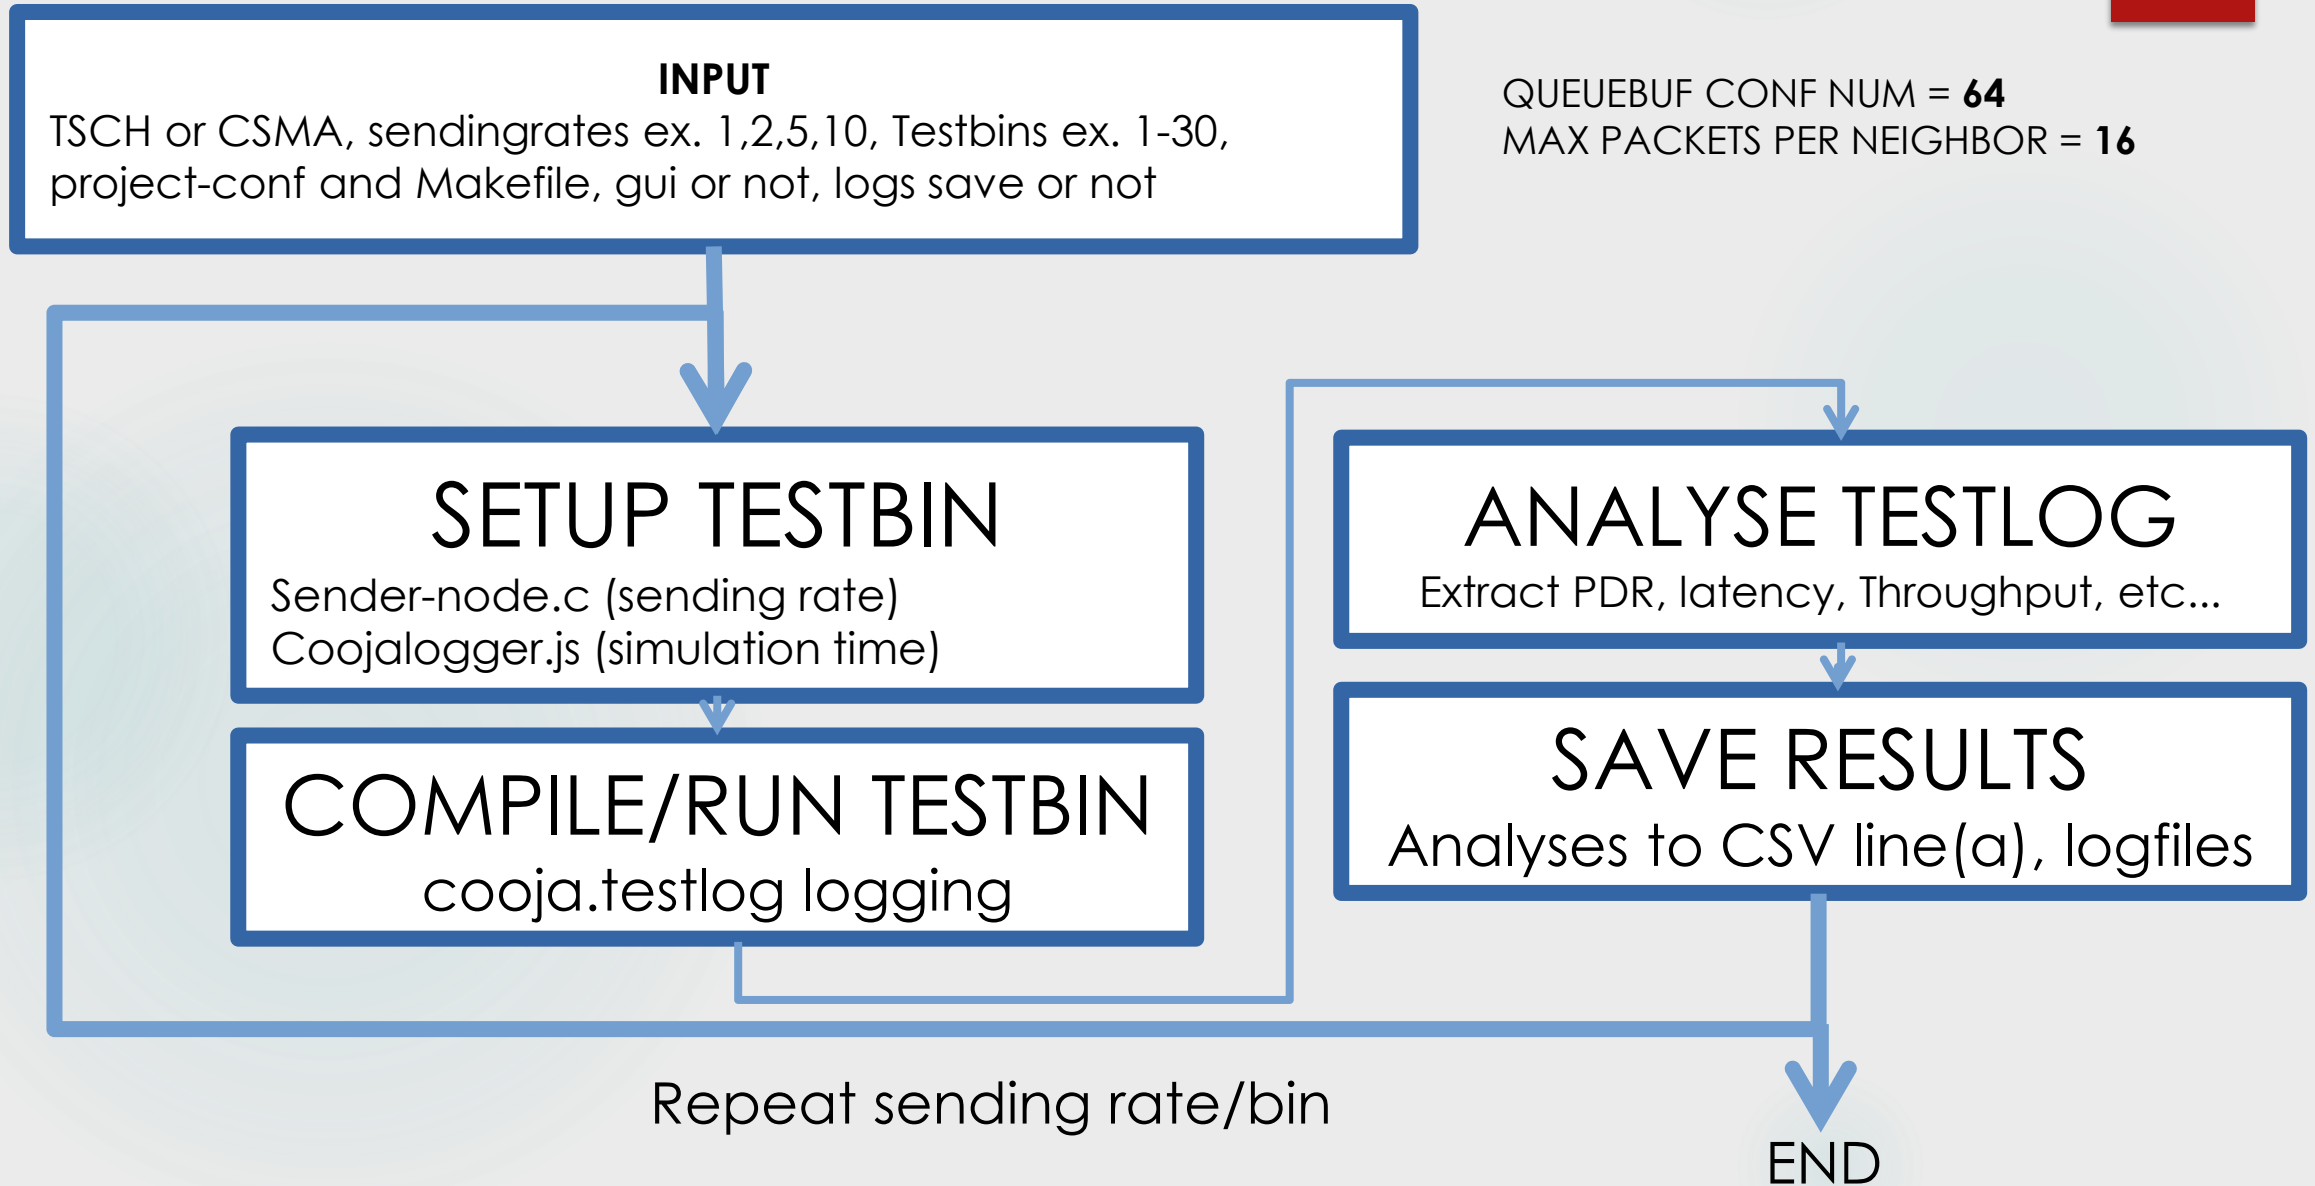 INPUT
TSCH or CSMA, sendingrates ex. 1,2,5,10, Testbins ex. 1-30,
project-conf and Makefile, gui or not, logs save or not
QUEUEBUF CONF NUM = 64
MAX PACKETS PER NEIGHBOR = 16
SETUP TESTBIN
Sender-node.c (sending rate)
Coojalogger.js (simulation time)
COMPILE/RUN TESTBIN
cooja.testlog logging
ANALYSE TESTLOG
Extract PDR, latency, Throughput, etc...
SAVE RESULTS
Analyses to CSV line(a), logfiles
Repeat sending rate/bin
END